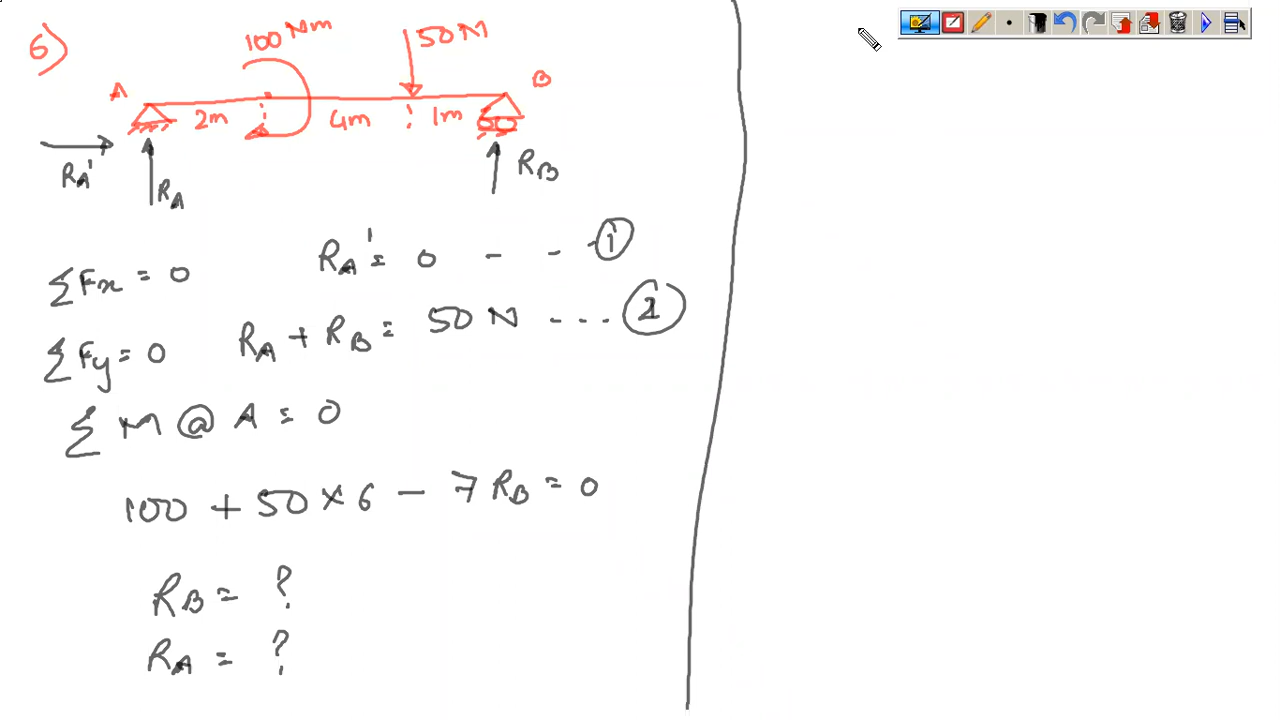 6)
100 Nm
50N
A
B
2m
4m
1m
RA'
RA
RB
ΣFx = 0
RA' = 0 - - ①
ΣFy = 0
RA + RB = 50 N ... ②
ΣM @ A = 0
100 + 50 × 6 - 7 RB = 0
RB = ?
RA = ?